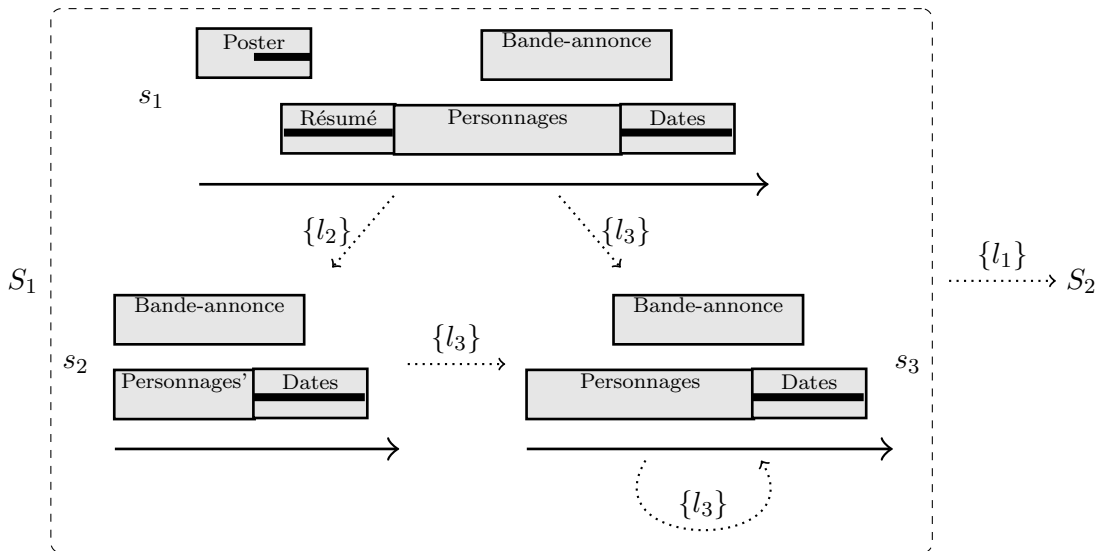 Poster
Bande-annonce
s₁
Résumé
Personnages
Dates
{l₂}
{l₃}
{l₁}
S₁
S₂
Bande-annonce
Bande-annonce
{l₃}
s₂
s₃
Personnages’
Dates
Personnages
Dates
{l₃}